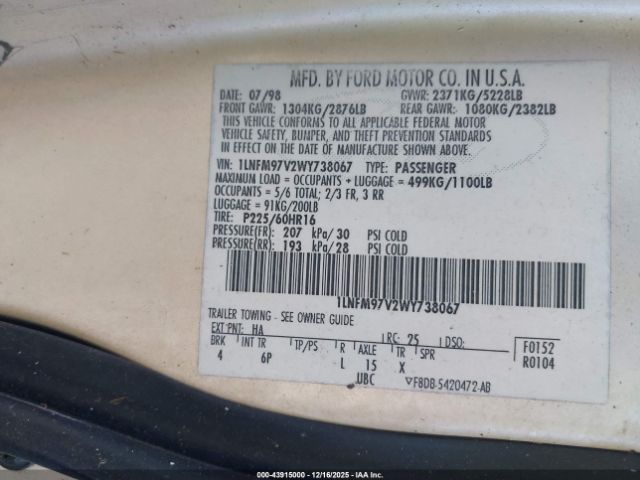 MFD. BY FORD MOTOR CO. IN U.S.A.
DATE: 07/98 GVWR: 2371KG/5228LB
FRONT GAWR: 1304KG/2876LB REAR GAWR: 1080KG/2382LB
THIS VEHICLE CONFORMS TO ALL APPLICABLE FEDERAL MOTOR
VEHICLE SAFETY, BUMPER, AND THEFT PREVENTION STANDARDS
IN EFFECT ON THE DATE OF MANUFACTURE SHOWN ABOVE.
VIN: 1LNFM97V2WY738067 TYPE: PASSENGER
MAXIMUM LOAD = OCCUPANTS + LUGGAGE = 499KG/1100LB
OCCUPANTS = 5/6 TOTAL: 2/3 FR, 3 RR
LUGGAGE = 91KG/200LB
TIRE: P225/60HR16
PRESSURE(FR) = 207 kPa/30 PSI COLD
PRESSURE(RR) = 193 kPa/28 PSI COLD
1LNFM97V2WY738067
TRAILER TOWING - SEE OWNER GUIDE
EXT PNT: HA RC: 25 DSO:
BRK INT TR TP/PS R AXLE TR SPR F0152
4 6P L 15 X R0104
UBC ▽F8DB-5420472-AB
000-43915000 - 12/16/2025 - © IAA Holdings, LLC